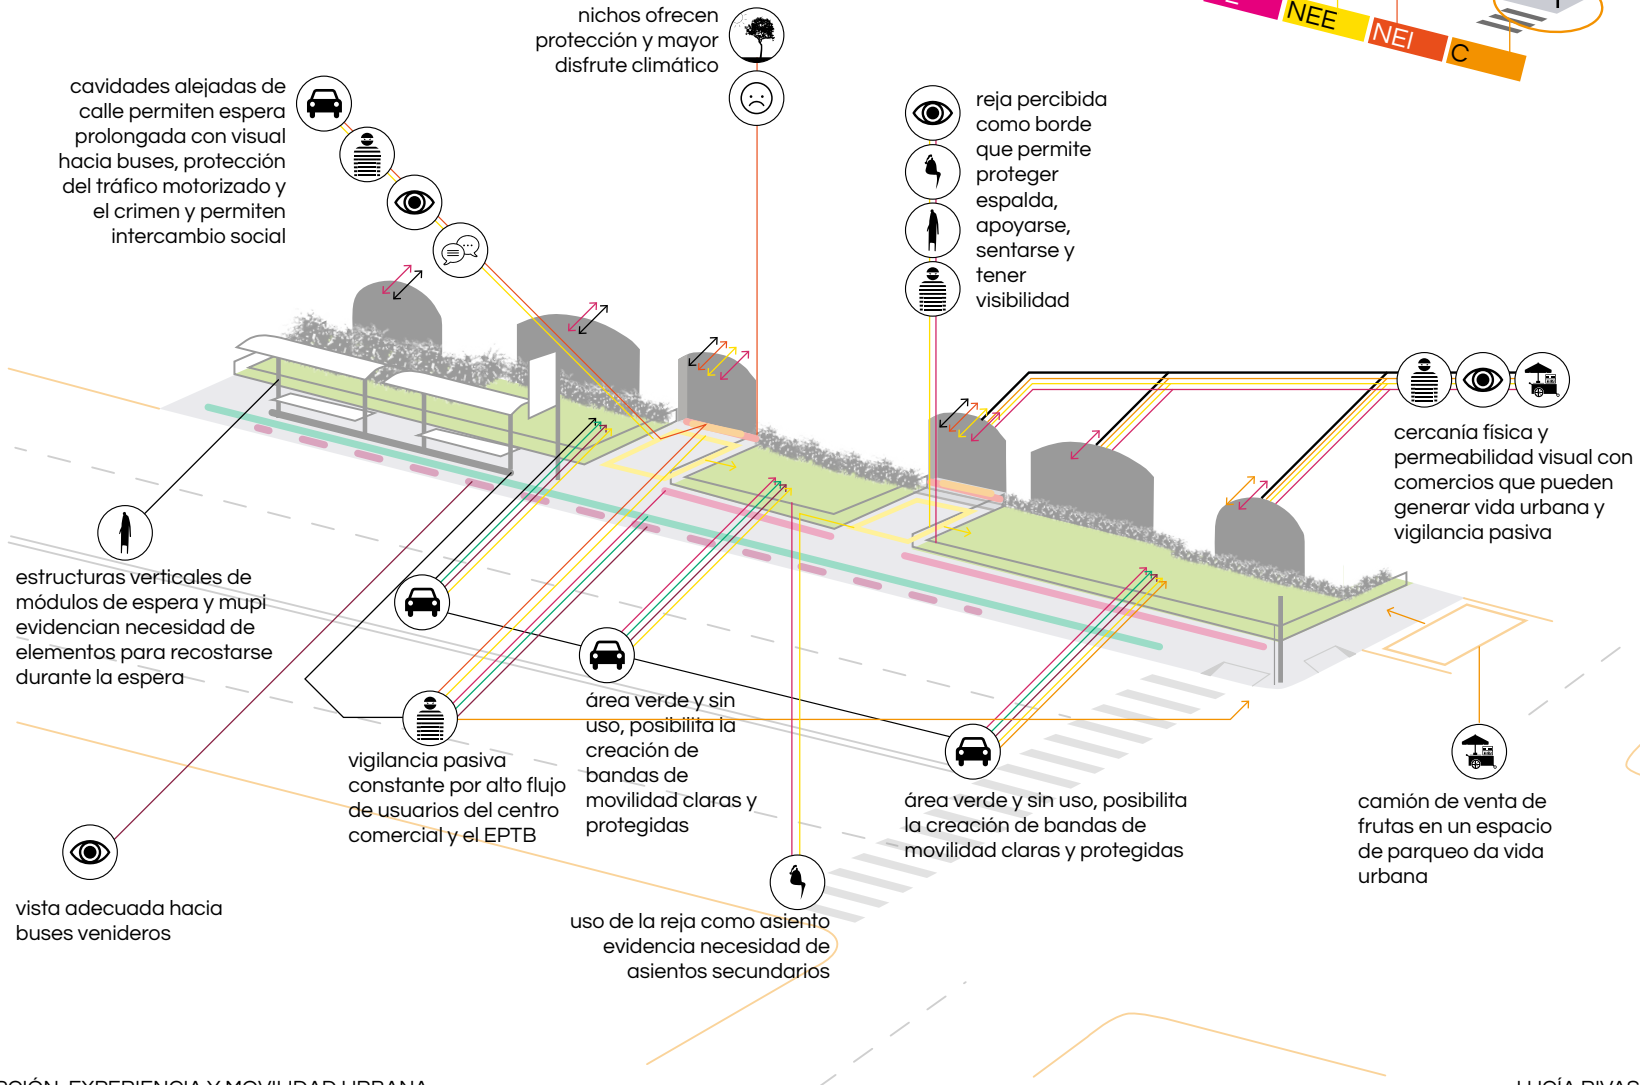 nichos ofrecen
protección y mayor
disfrute climático
NEE
NEI
C
cavidades alejadas de
calle permiten espera
prolongada con visual
hacia buses, protección
del tráfico motorizado y
el crimen y permiten
intercambio social
reja percibida
como borde
que permite
proteger
espalda,
apoyarse,
sentarse y
tener
visibilidad
cercanía física y
permeabilidad visual con
comercios que pueden
generar vida urbana y
vigilancia pasiva
estructuras verticales de
módulos de espera y mupi
evidencian necesidad de
elementos para recostarse
durante la espera
área verde y sin
uso, posibilita la
creación de
bandas de
movilidad claras y
protegidas
vigilancia pasiva
constante por alto flujo
de usuarios del centro
comercial y el EPTB
área verde y sin uso, posibilita
la creación de bandas de
movilidad claras y protegidas
camión de venta de
frutas en un espacio
de parqueo da vida
urbana
vista adecuada hacia
buses venideros
uso de la reja como asiento
evidencia necesidad de
asientos secundarios
EXPERIENCIA Y MOVILIDAD URBANA
LUCÍA RIVAS